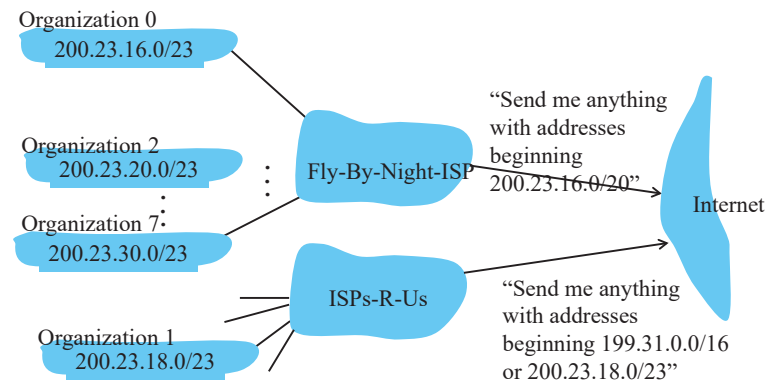 Organization 0
200.23.16.0/23
Organization 2
200.23.20.0/23
Organization 7
200.23.30.0/23
Organization 1
200.23.18.0/23
Fly-By-Night-ISP
ISPs-R-Us
“Send me anything
with addresses
beginning
200.23.16.0/20”
Internet
“Send me anything
with addresses
beginning 199.31.0.0/16
or 200.23.18.0/23”